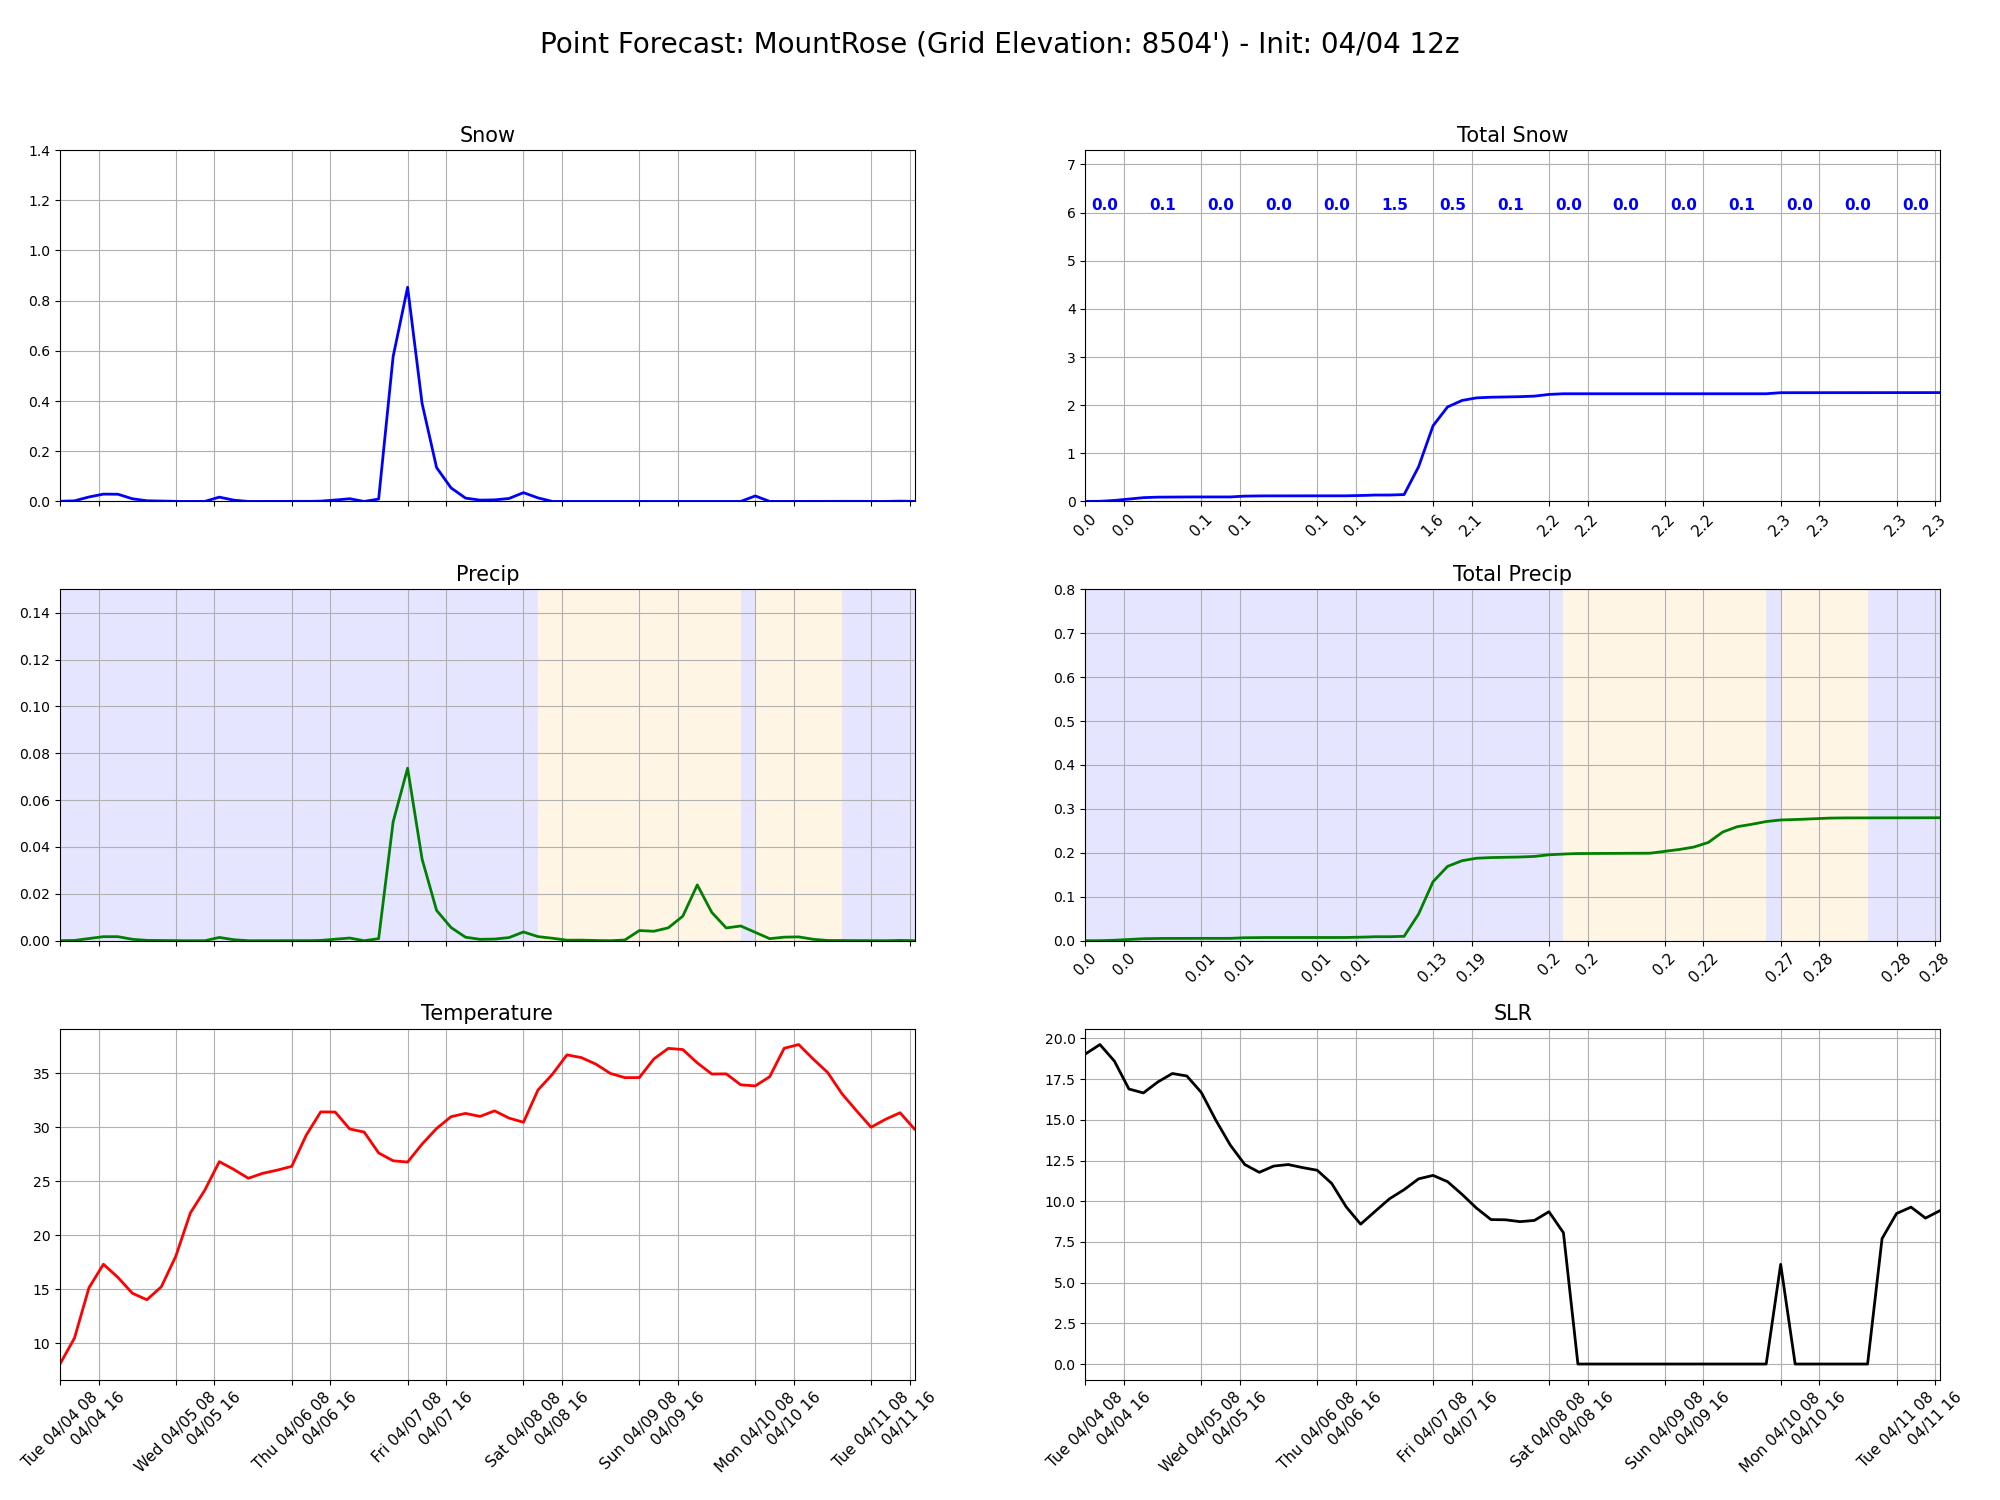 Point Forecast: MountRose (Grid Elevation: 8504') - Init: 04/04 12z
Snow
1.4
1.2
1.0
0.8
0.6
0.4
0.2
0.0
Total Snow
7
6
5
4
3
2
1
0
0.0 0.1 0.0 0.0 0.0 1.5 0.5 0.1 0.0 0.0 0.0 0.1 0.0 0.0 0.0
0.0 0.0 0.1 0.1 0.1 0.1 1.6 2.1 2.2 2.2 2.2 2.2 2.3 2.3 2.3 2.3
Precip
0.14
0.12
0.10
0.08
0.06
0.04
0.02
0.00
Total Precip
0.8
0.7
0.6
0.5
0.4
0.3
0.2
0.1
0.0
0.0 0.0 0.01 0.01 0.01 0.01 0.13 0.19 0.2 0.2 0.2 0.22 0.27 0.28 0.28 0.28
Temperature
35
30
25
20
15
10
Tue 04/04 08
04/04 16
Wed 04/05 08
04/05 16
Thu 04/06 08
04/06 16
Fri 04/07 08
04/07 16
Sat 04/08 08
04/08 16
Sun 04/09 08
04/09 16
Mon 04/10 08
04/10 16
Tue 04/11 08
04/11 16
SLR
20.0
17.5
15.0
12.5
10.0
7.5
5.0
2.5
0.0
Tue 04/04 08
04/04 16
Wed 04/05 08
04/05 16
Thu 04/06 08
04/06 16
Fri 04/07 08
04/07 16
Sat 04/08 08
04/08 16
Sun 04/09 08
04/09 16
Mon 04/10 08
04/10 16
Tue 04/11 08
04/11 16